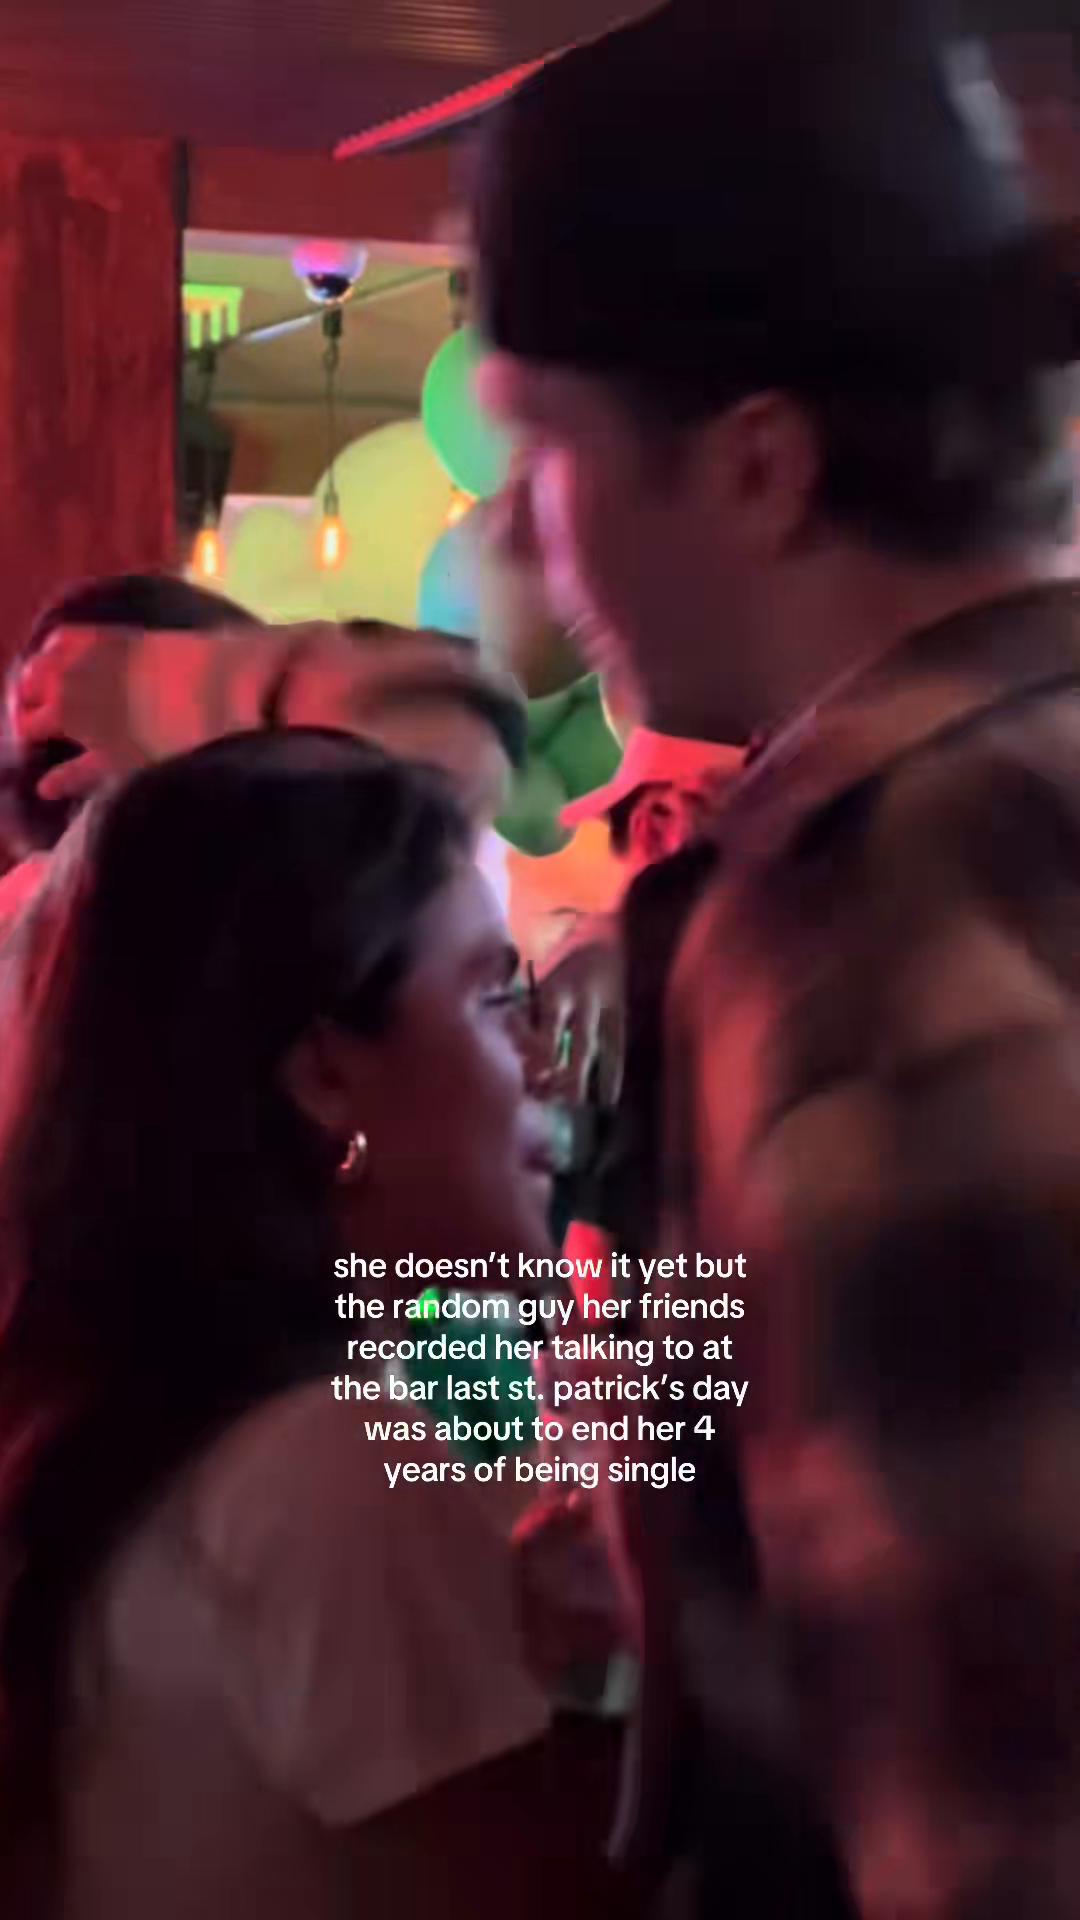 she doesn’t know it yet but
the random guy her friends
recorded her talking to at
the bar last st. patrick’s day
was about to end her 4
years of being single